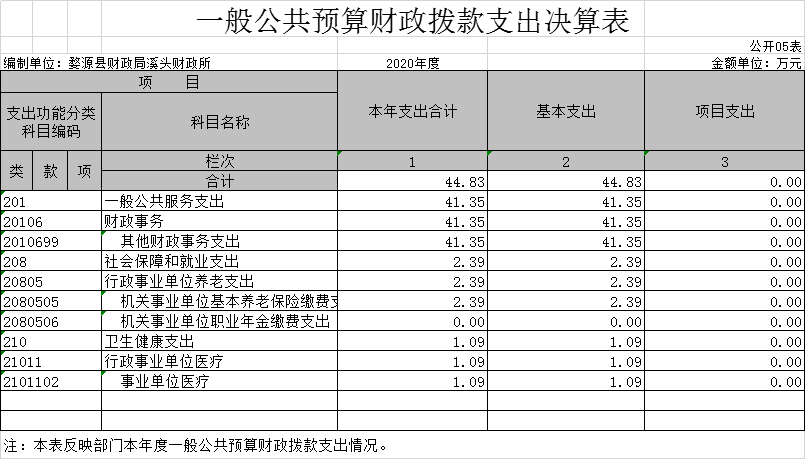 一般公共预算财政拨款支出决算表
公开05表
编制单位：婺源县财政局溪头财政所 2020年度 金额单位：万元
项 目 本年支出合计 基本支出 项目支出
支出功能分类科目编码 科目名称
类 款 项 栏次 1 2 3
合计 44.83 44.83 0.00
201 一般公共服务支出 41.35 41.35 0.00
20106 财政事务 41.35 41.35 0.00
2010699 其他财政事务支出 41.35 41.35 0.00
208 社会保障和就业支出 2.39 2.39 0.00
20805 行政事业单位养老支出 2.39 2.39 0.00
2080505 机关事业单位基本养老保险缴费支 2.39 2.39 0.00
2080506 机关事业单位职业年金缴费支出 0.00 0.00 0.00
210 卫生健康支出 1.09 1.09 0.00
21011 行政事业单位医疗 1.09 1.09 0.00
2101102 事业单位医疗 1.09 1.09 0.00
注：本表反映部门本年度一般公共预算财政拨款支出情况。